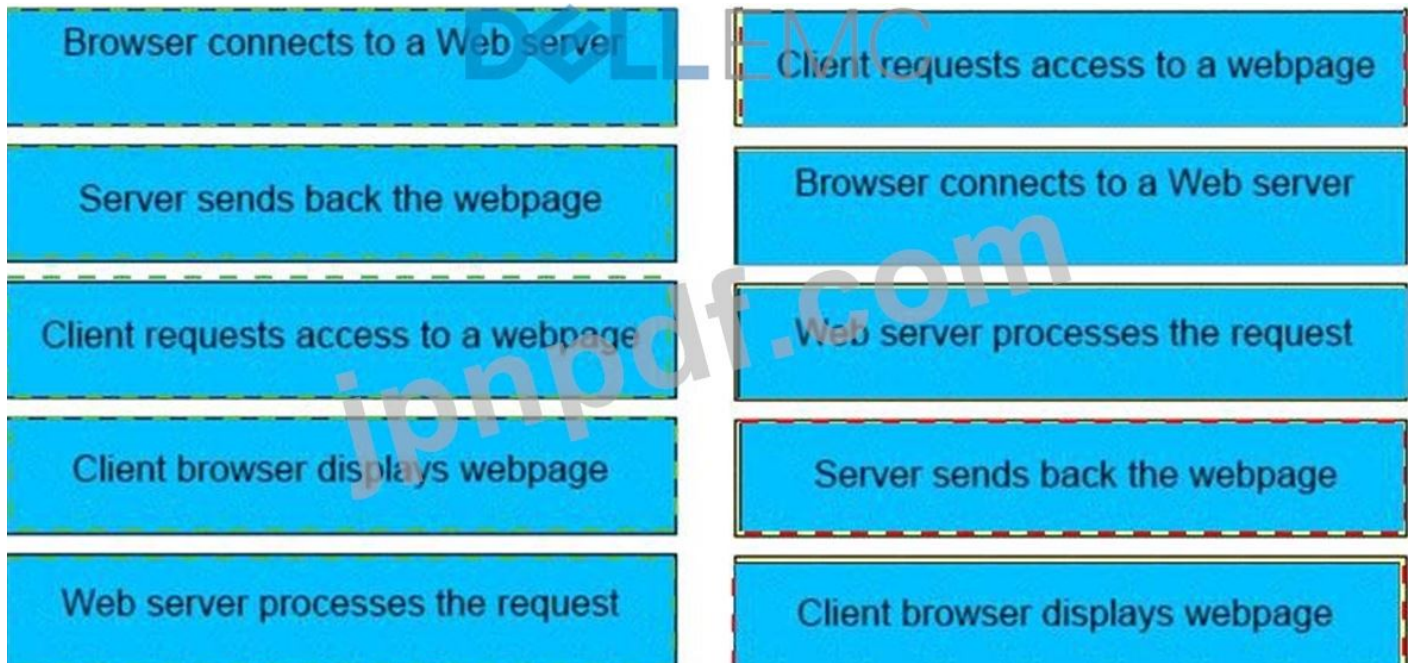 DELL EMC
Browser connects to a Web server
Server sends back the webpage
Client requests access to a webpage
Client browser displays webpage
Web server processes the request
Client requests access to a webpage
Browser connects to a Web server
Web server processes the request
Server sends back the webpage
Client browser displays webpage
jpnpdf.com